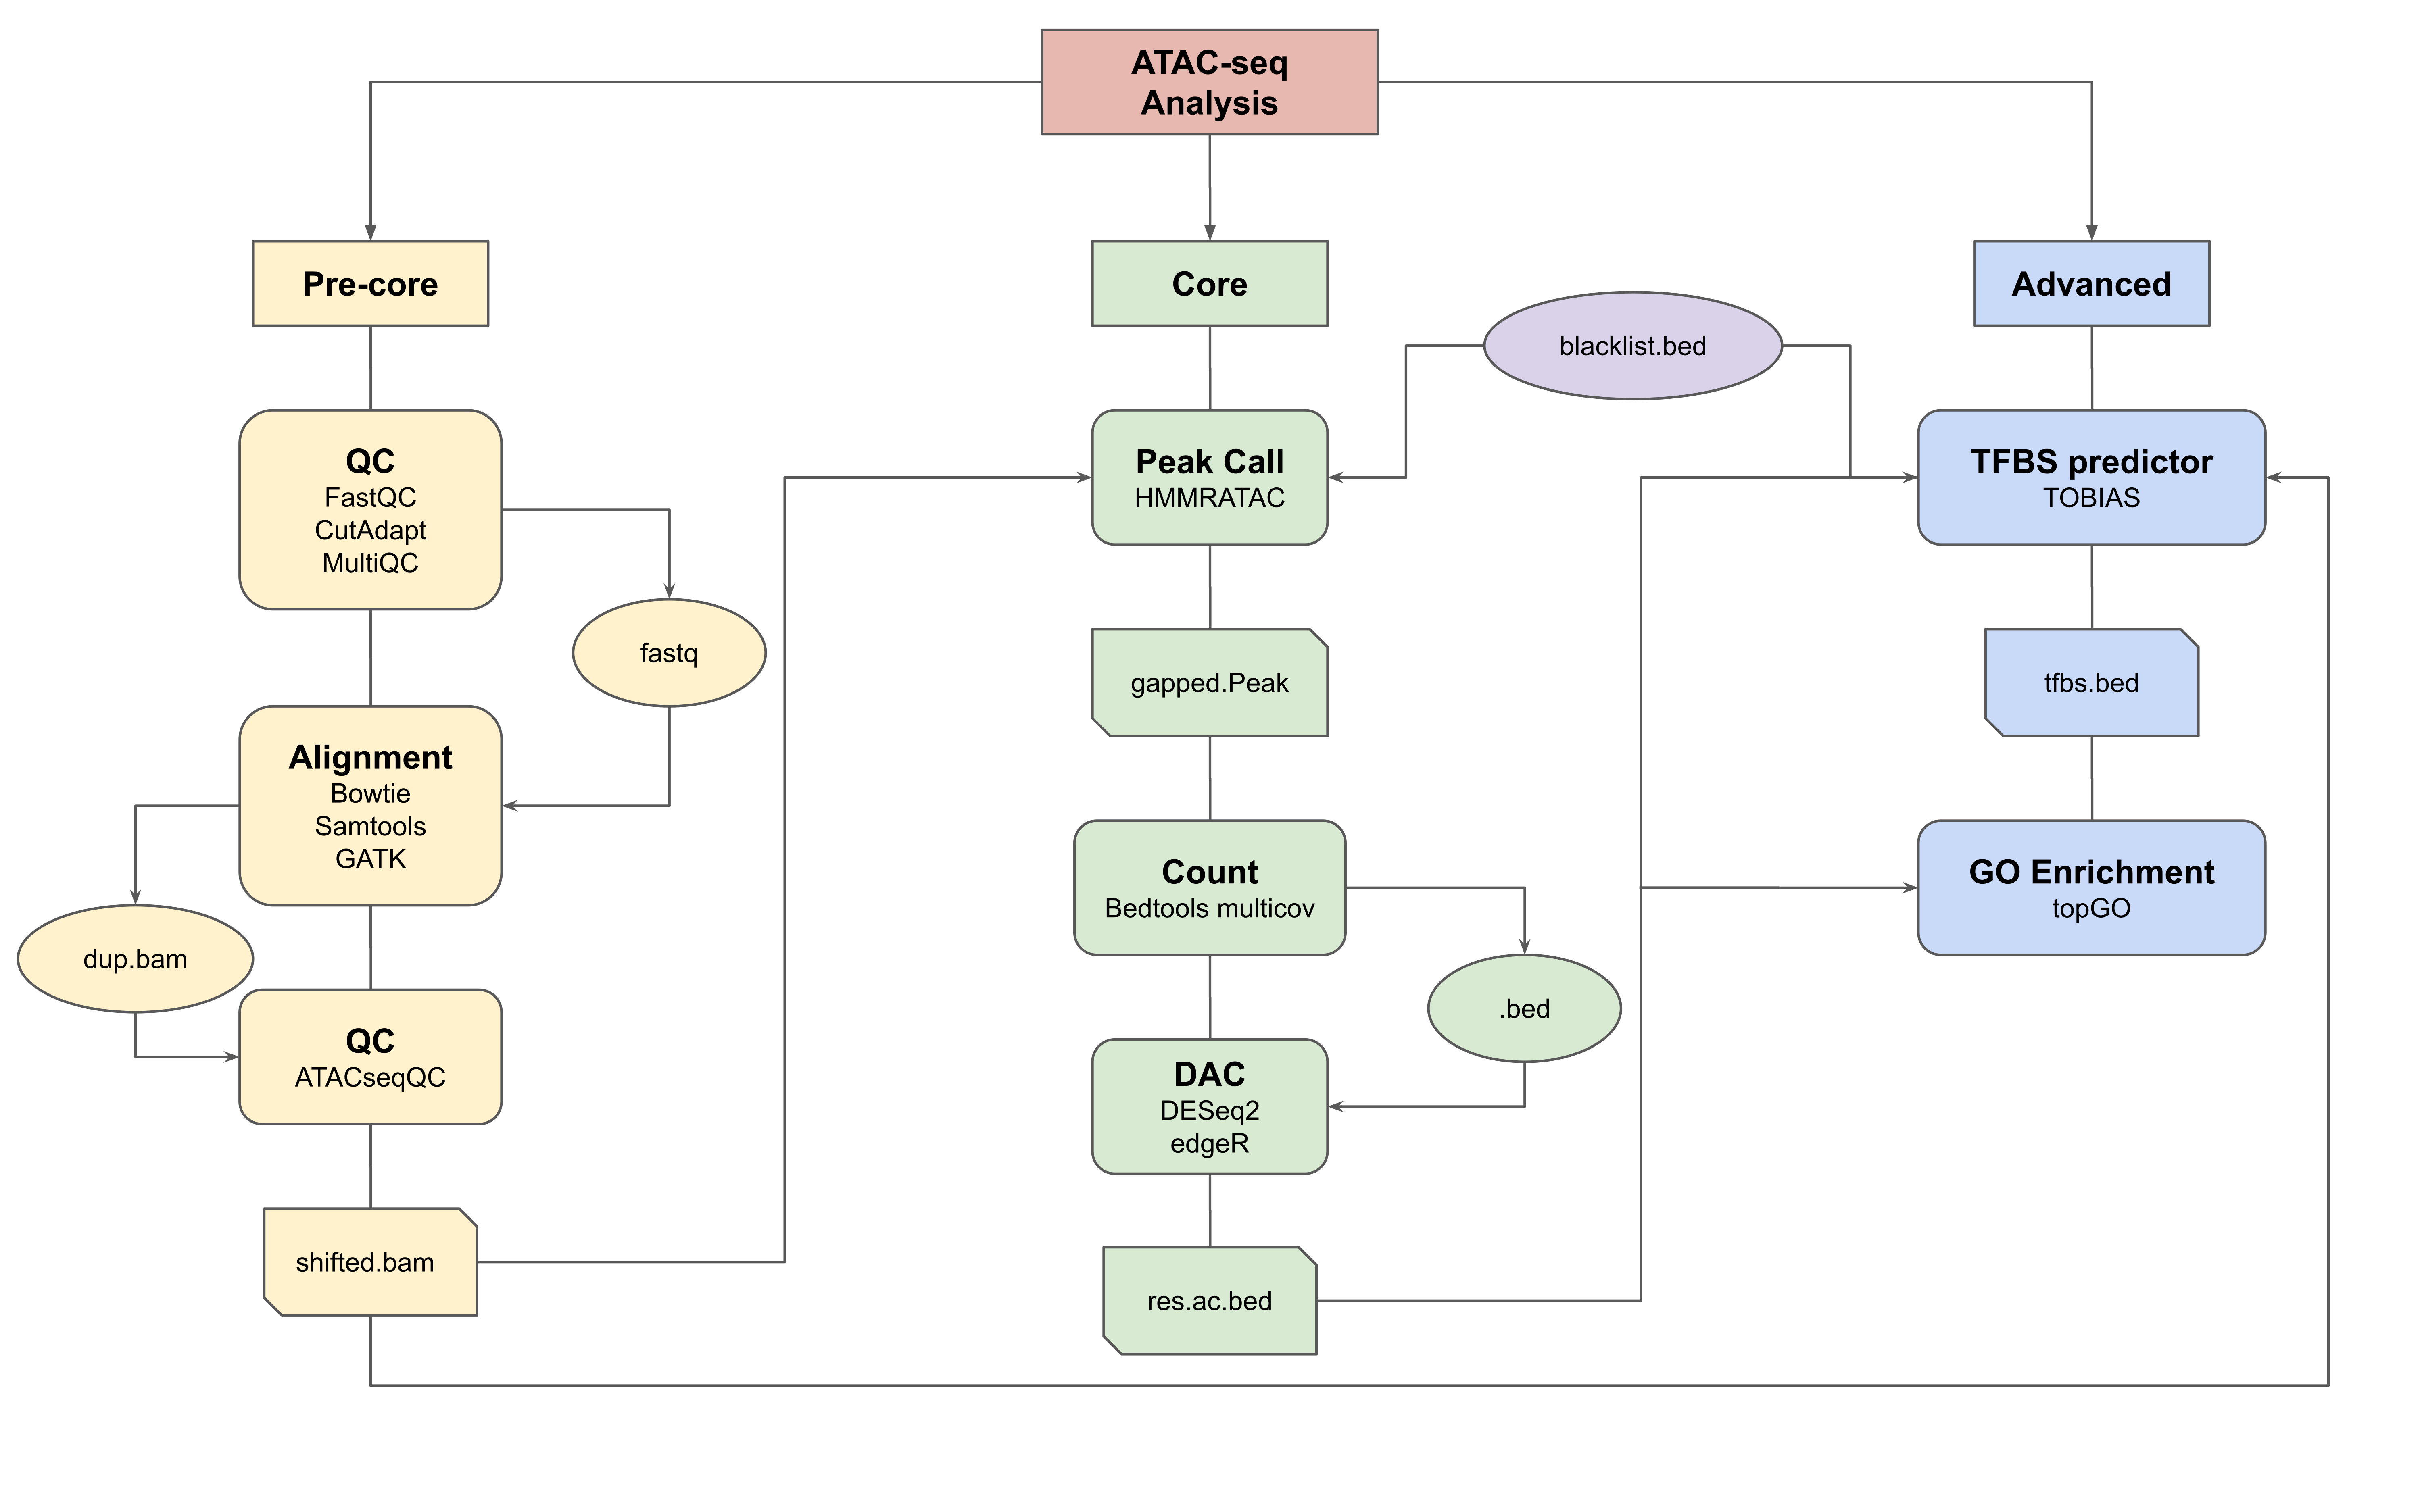 ATAC-seq
Analysis
Pre-core
Core
Advanced
blacklist.bed
QC
FastQC
CutAdapt
MultiQC
Peak Call
HMMRATAC
TFBS predictor
TOBIAS
fastq
gapped.Peak
tfbs.bed
Alignment
Bowtie
Samtools
GATK
Count
Bedtools multicov
GO Enrichment
topGO
dup.bam
.bed
QC
ATACseqQC
DAC
DESeq2
edgeR
shifted.bam
res.ac.bed